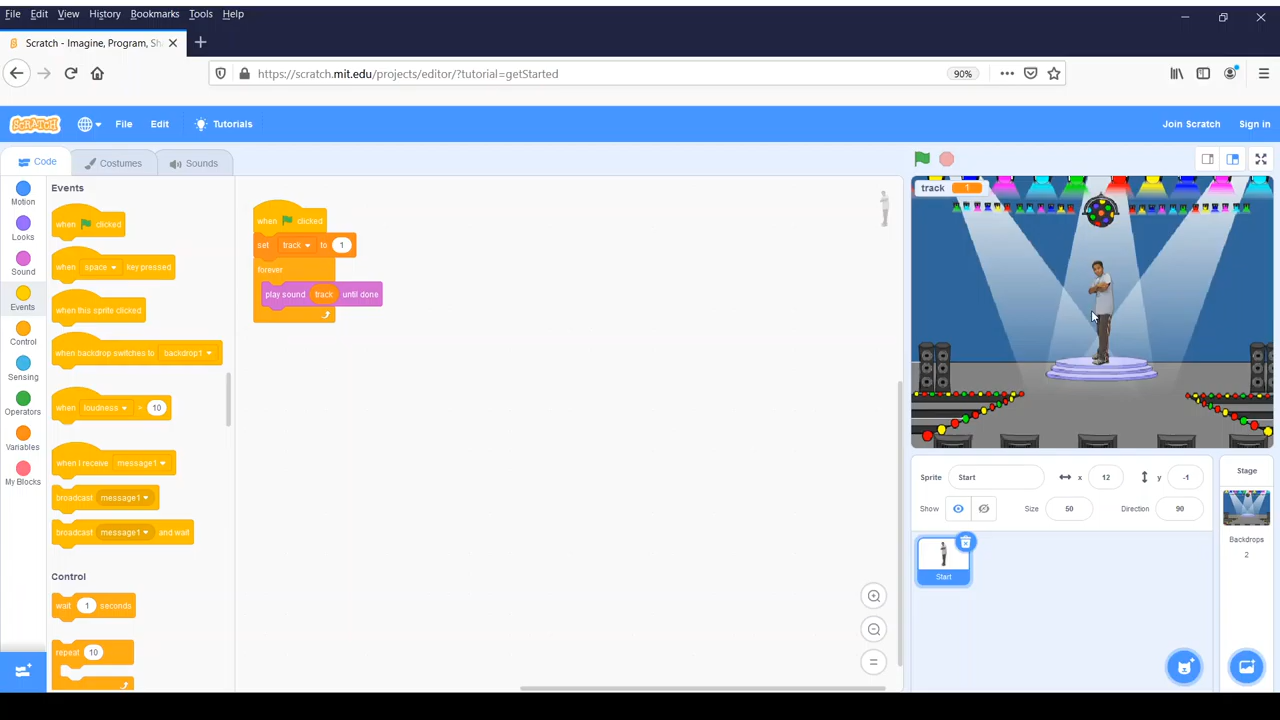 File Edit View History Bookmarks Tools Help
Scratch - Imagine, Program, Sh
https://scratch.mit.edu/projects/editor/?tutorial=getStarted 90%
SCRATCH File Edit Tutorials Join Scratch Sign in
Code Costumes Sounds
Motion
Looks
Sound
Events
Control
Sensing
Operators
Variables
My Blocks
Events
when clicked
when space key pressed
when this sprite clicked
when backdrop switches to backdrop1
when loudness > 10
when I receive message1
broadcast message1
broadcast message1 and wait
Control
wait 1 seconds
repeat 10
when clicked
set track to 1
forever
play sound track until done
track 1
Sprite Start x 12 y -1
Show Size 50 Direction 90
Start
Stage
Backdrops
2